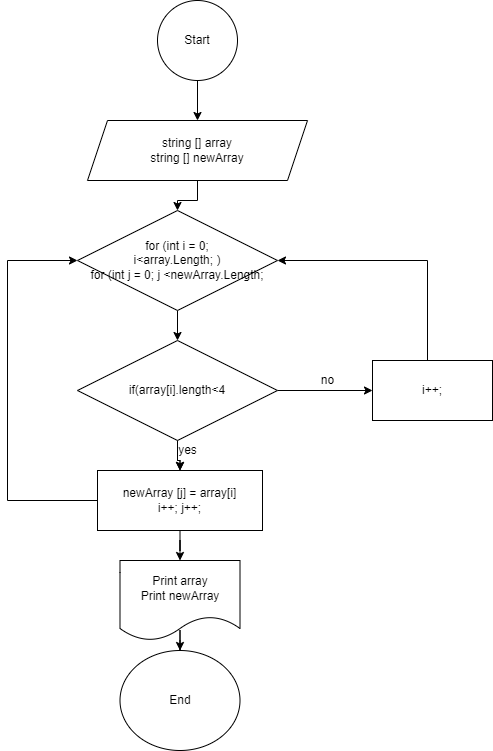 Start
string [] array
string [] newArray
for (int i = 0;
i<array.Length; )
for (int j = 0; j <newArray.Length;
if(array[i].length<4
no
i++;
yes
newArray [j] = array[i]
i++; j++;
Print array
Print newArray
End